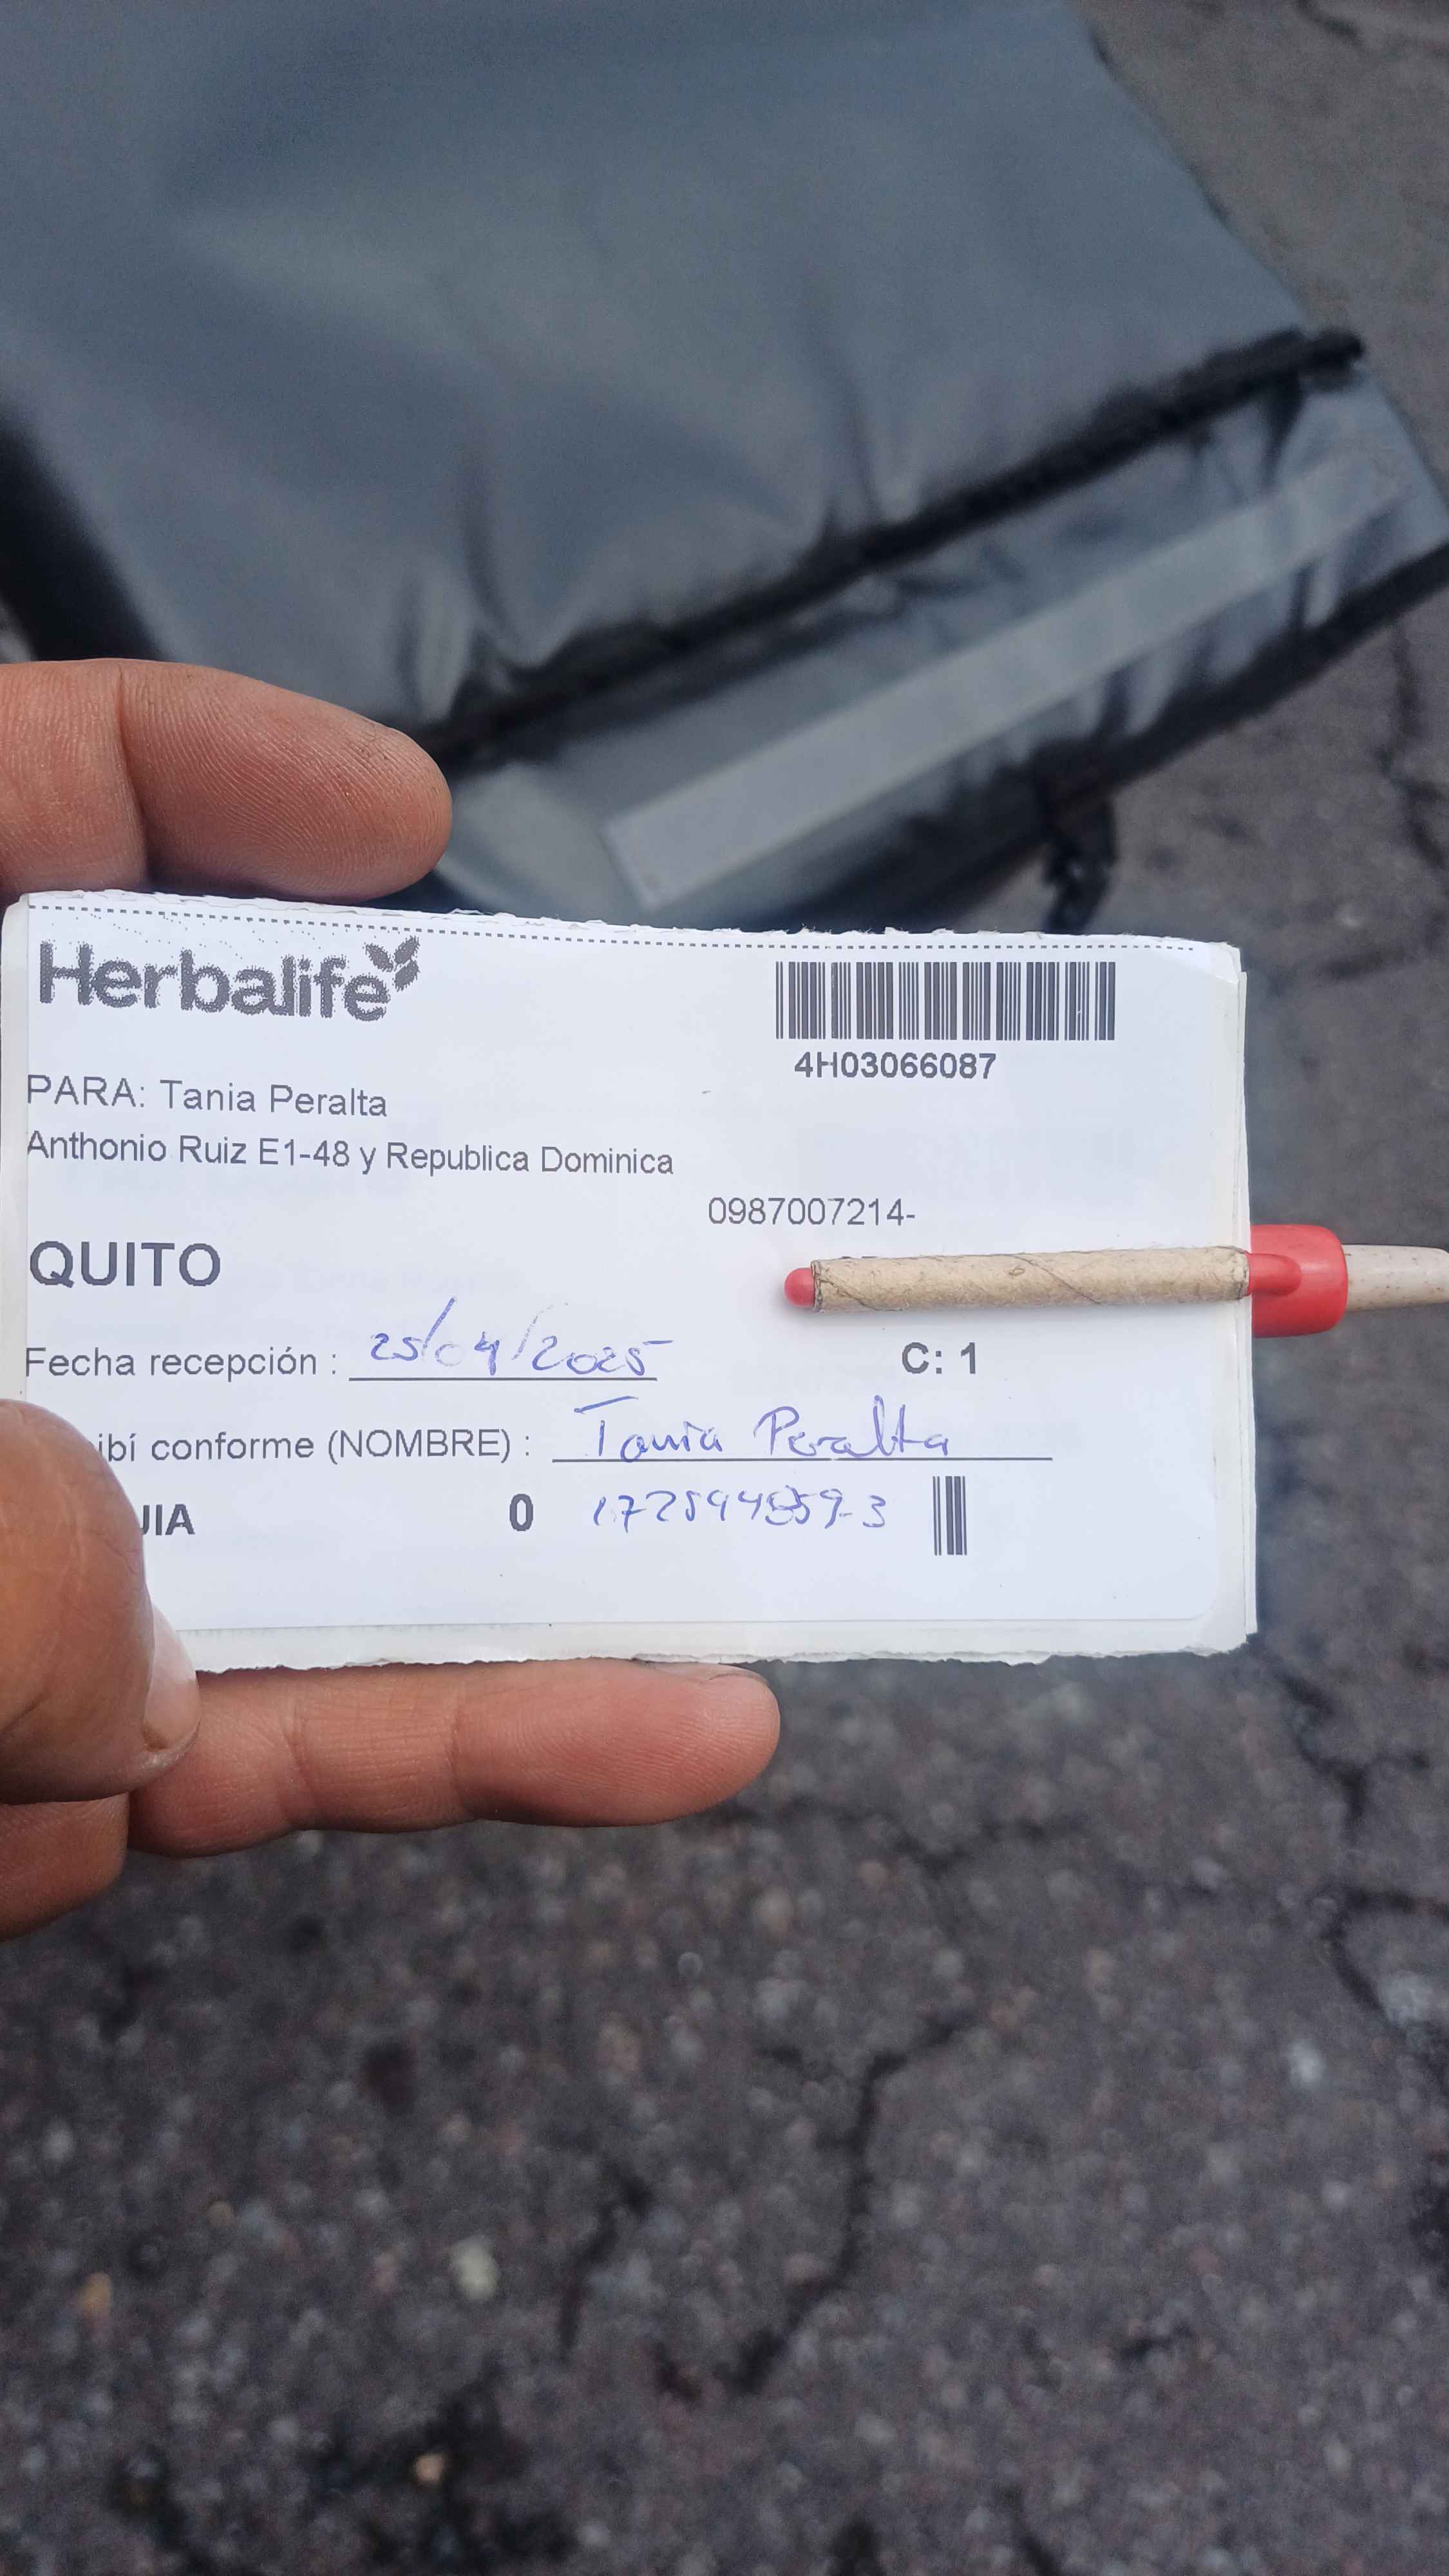 Herbalife
4H03066087
PARA: Tania Peralta
Anthonio Ruiz E1-48 y Republica Dominica
0987007214-
QUITO
Fecha recepción : 25/04/2025
C: 1
ibí conforme (NOMBRE) : Tania Peralta
JIA 0